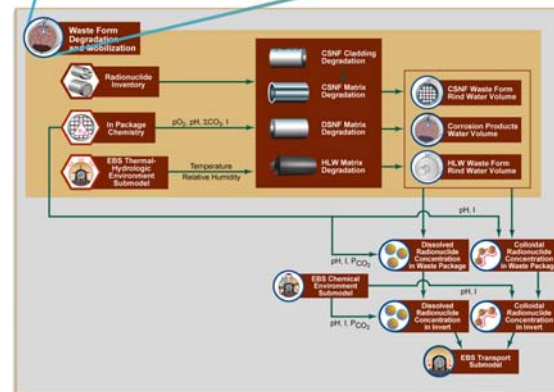 Waste Form
Degradation
and Mobilization
Radionuclide
Inventory
In Package
Chemistry
pO2, pH, ΣCO3, I
EBS Thermal-
Hydrologic
Environment
Submodel
Temperature
Relative Humidity
CSNF Cladding
Degradation
CSNF Matrix
Degradation
DSNF Matrix
Degradation
HLW Matrix
Degradation
CSNF Waste Form
Rind Water Volume
Corrosion Products
Water Volume
HLW Waste Form
Rind Water Volume
pH, I
pH, I, PCO2
Dissolved
Radionuclide
Concentration
in Waste Package
Colloidal
Radionuclide
Concentration
in Waste Package
EBS Chemical
Environment
Submodel
pH, I
pH, I, PCO2
Dissolved
Radionuclide
Concentration
in Invert
Colloidal
Radionuclide
Concentration
in Invert
EBS Transport
Submodel